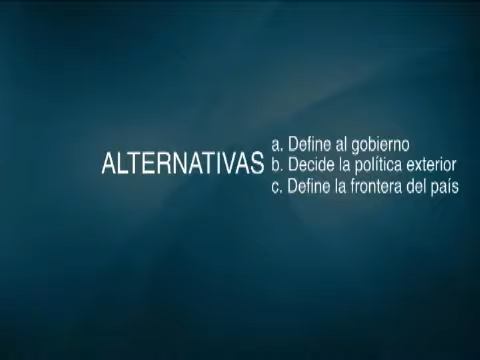 ALTERNATIVAS
a. Define al gobierno
b. Decide la política exterior
c. Define la frontera del país